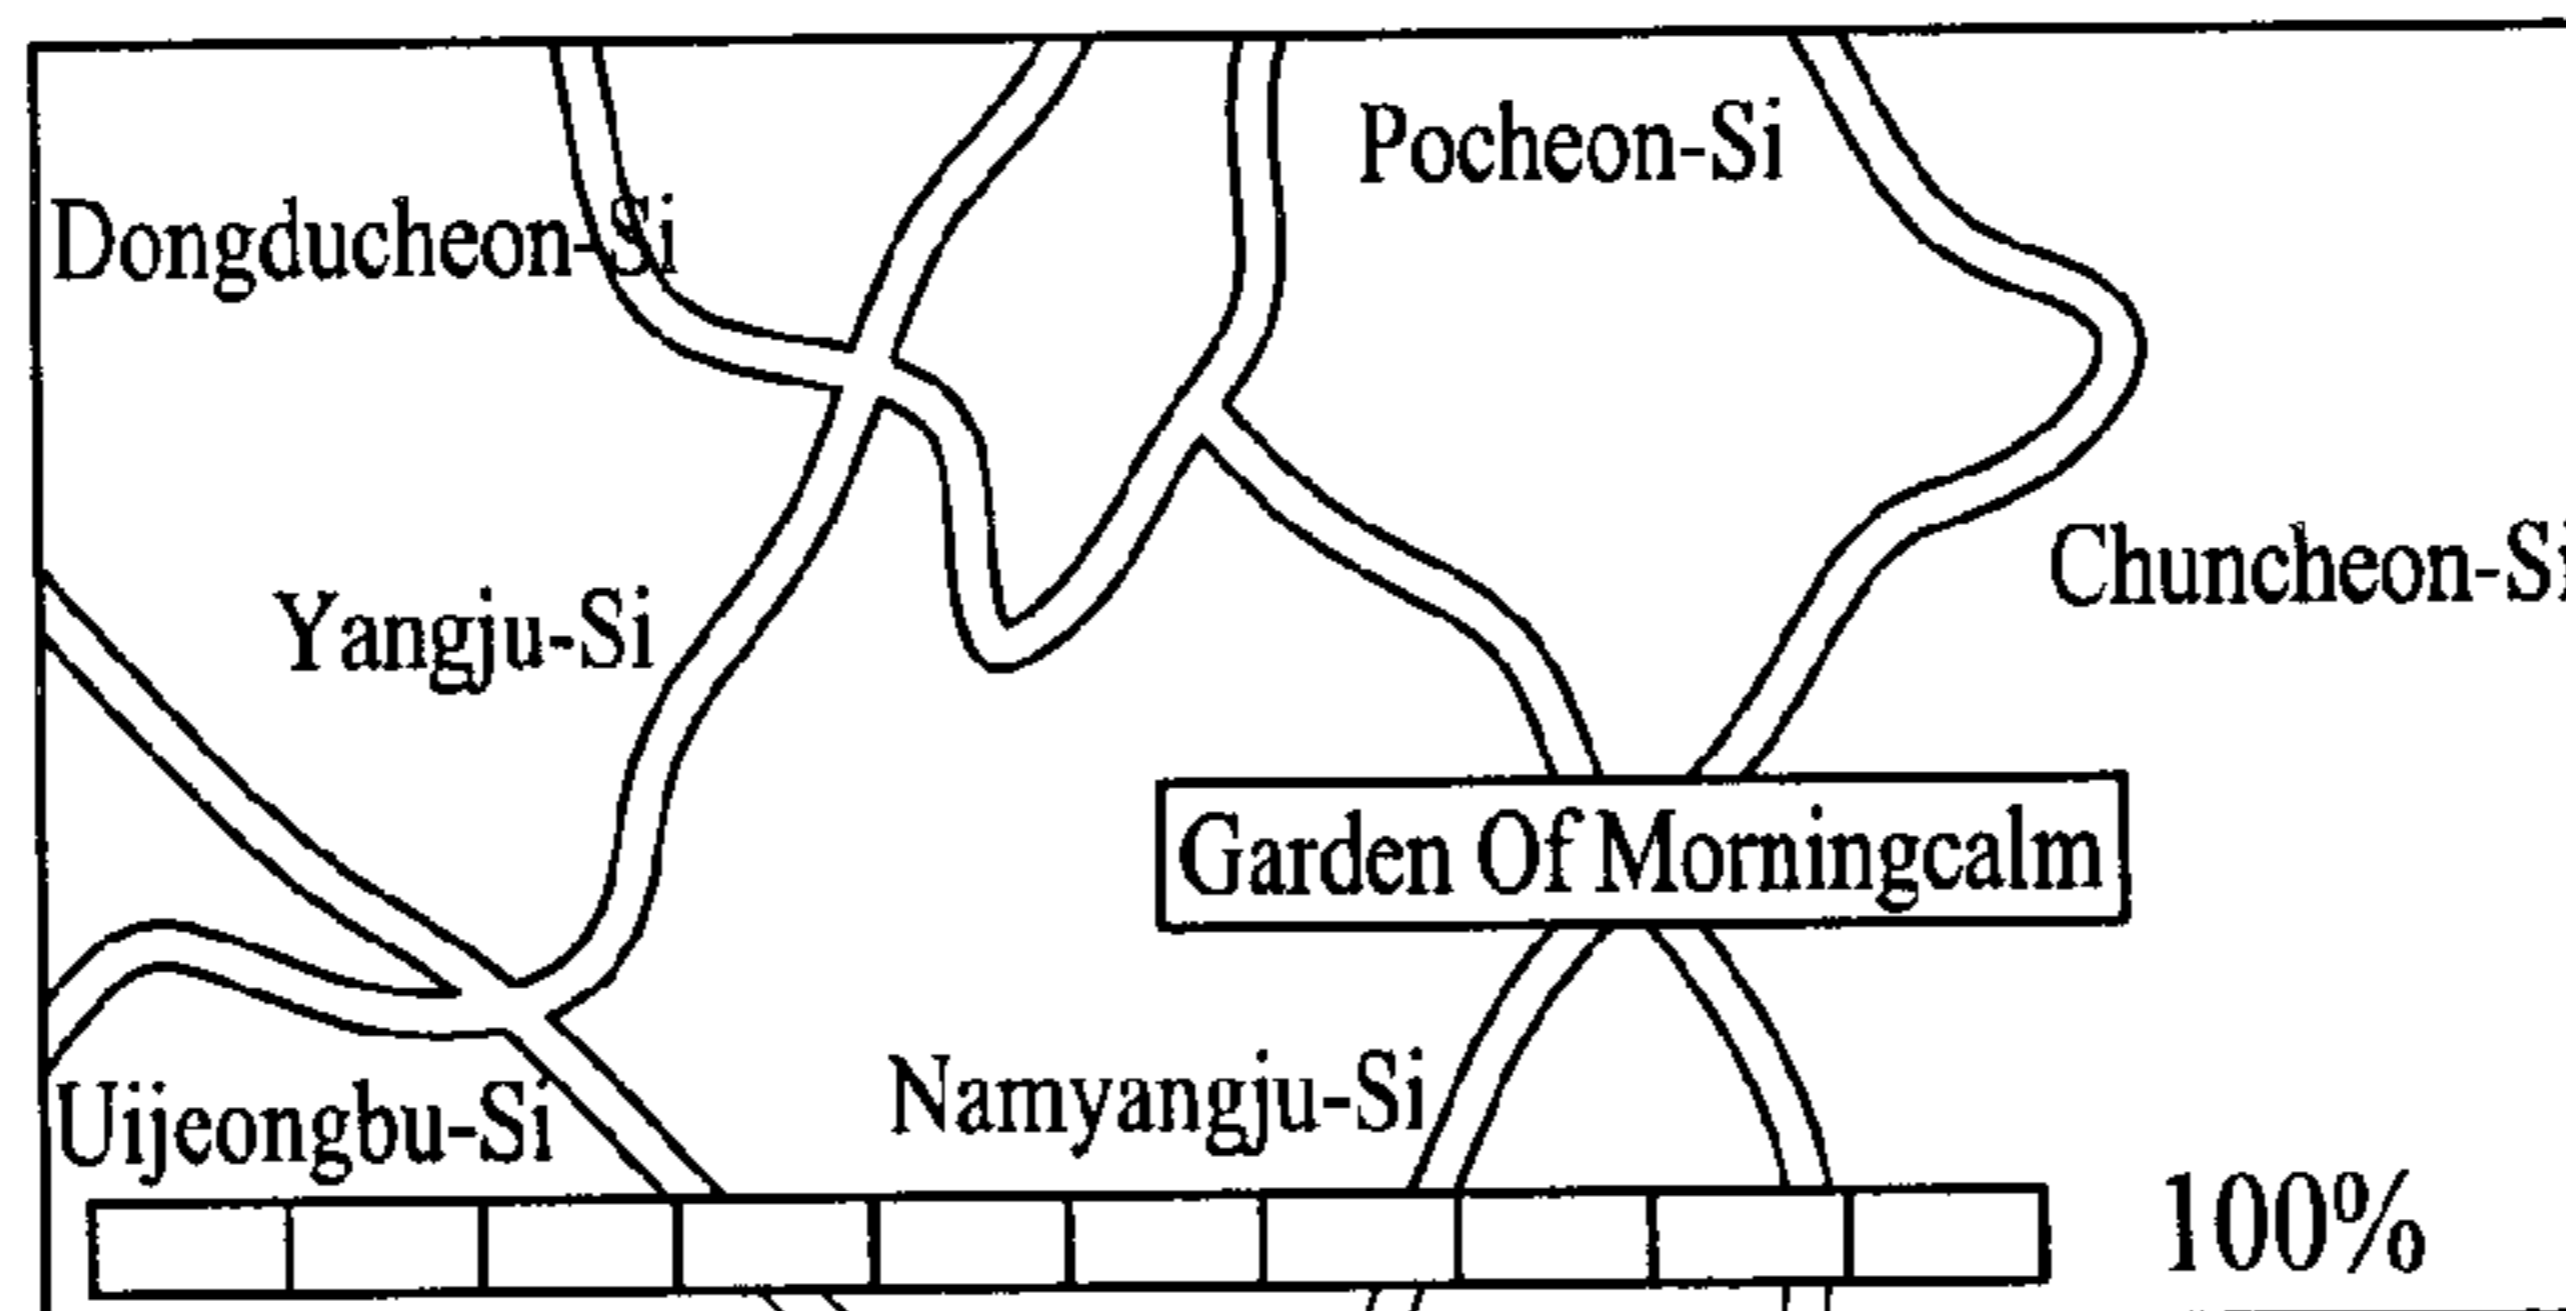 Pocheon-Si
Dongducheon-Si
Chuncheon-Si
Yangju-Si
Garden Of Morningcalm
Namyangju-Si
Uijeongbu-Si
100%